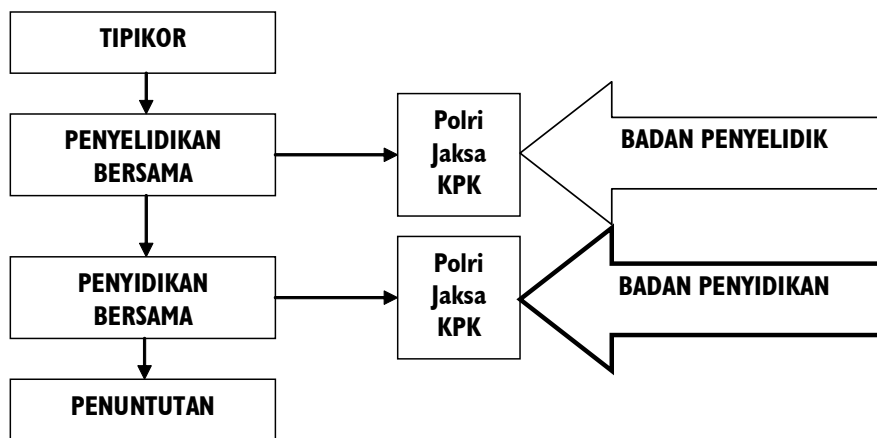 TIPIKOR
PENYELIDIKAN
BERSAMA
Polri
Jaksa
KPK
BADAN PENYELIDIK
PENYIDIKAN
BERSAMA
Polri
Jaksa
KPK
BADAN PENYIDIKAN
PENUNTUTAN